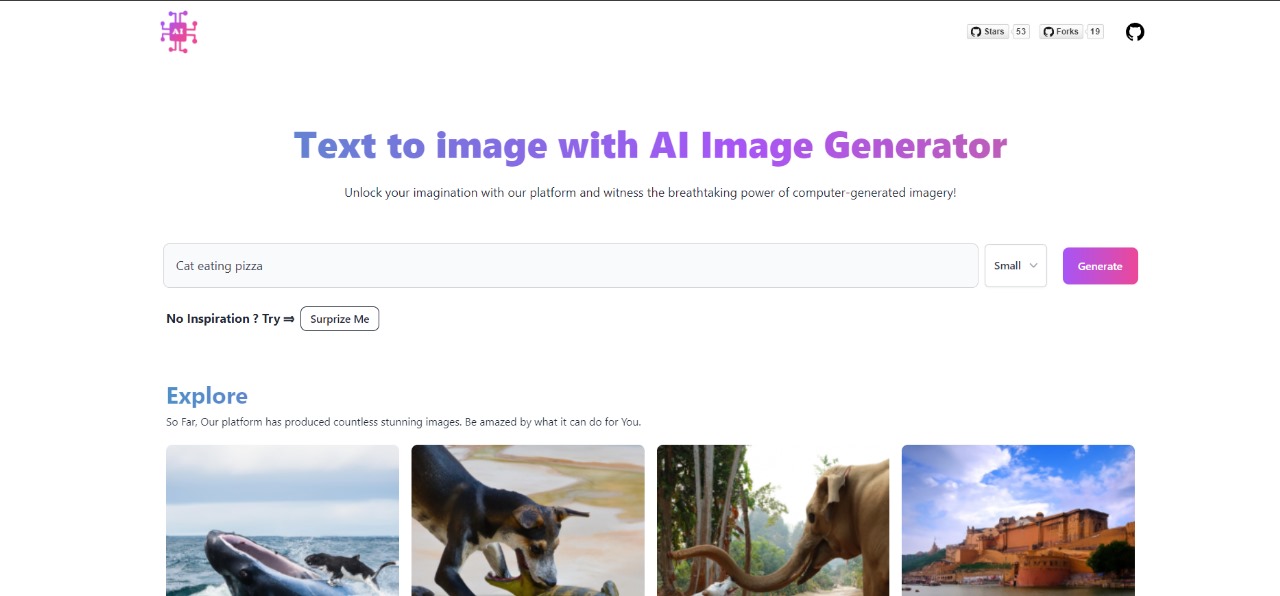 AI
Stars 53 Forks 19
Text to image with AI Image Generator
Unlock your imagination with our platform and witness the breathtaking power of computer-generated imagery!
Cat eating pizza Small Generate
No Inspiration ? Try ⇒ Surprize Me
Explore
So Far, Our platform has produced countless stunning images. Be amazed by what it can do for You.